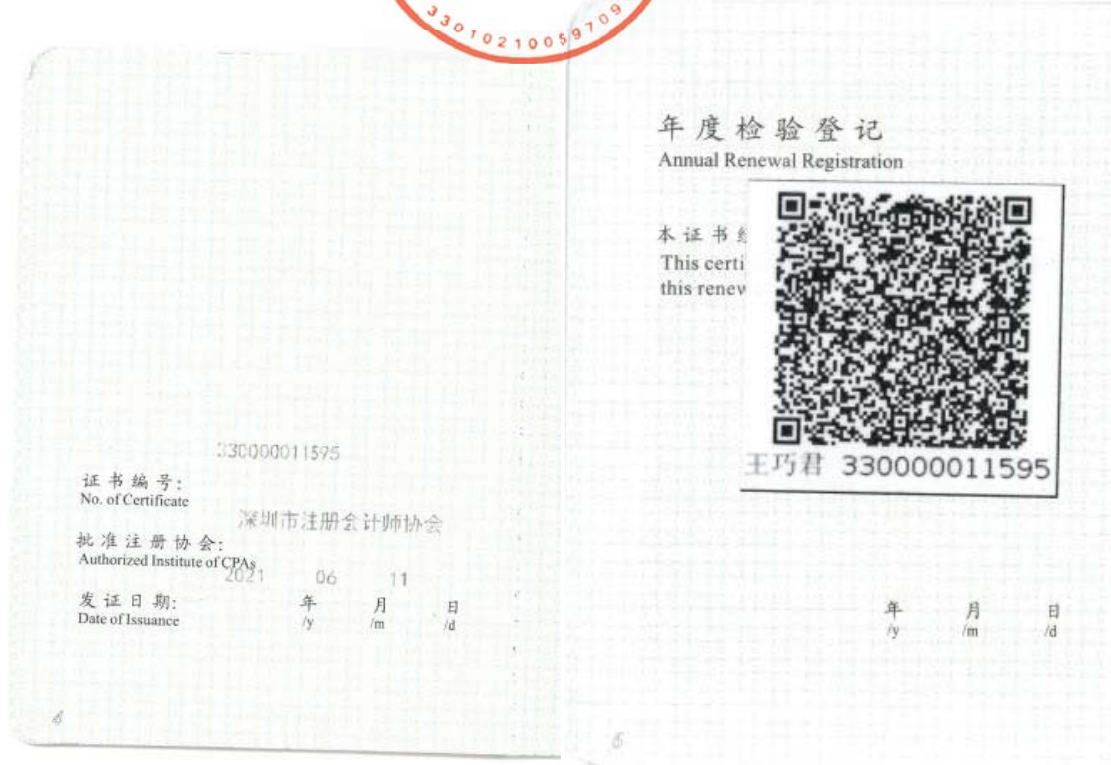 33010210059709
330000011595
证书编号:
No. of Certificate
深圳市注册会计师协会
批准注册协会:
Authorized Institute of CPAs
2021 06 11
发证日期: 年 月 日
Date of Issuance /y /m /d
年度检验登记
Annual Renewal Registration
本证书
This certi
this renew
王巧君 330000011595
年 月 日
/y /m /d